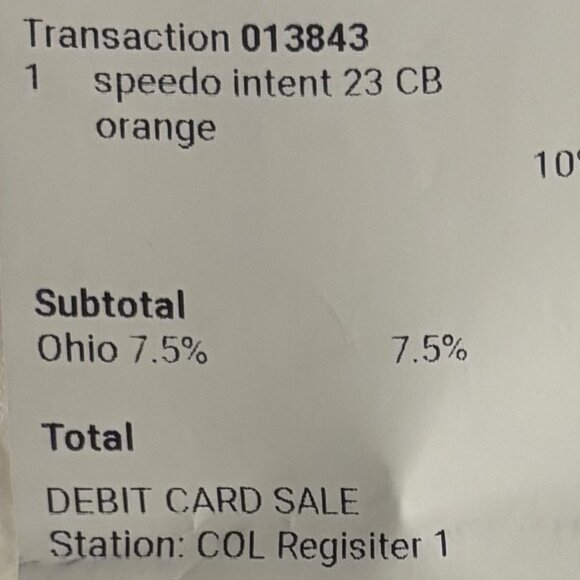 Transaction 013843
1 speedo intent 23 CB
orange
10
Subtotal
Ohio 7.5% 7.5%
Total
DEBIT CARD SALE
Station: COL Regisiter 1